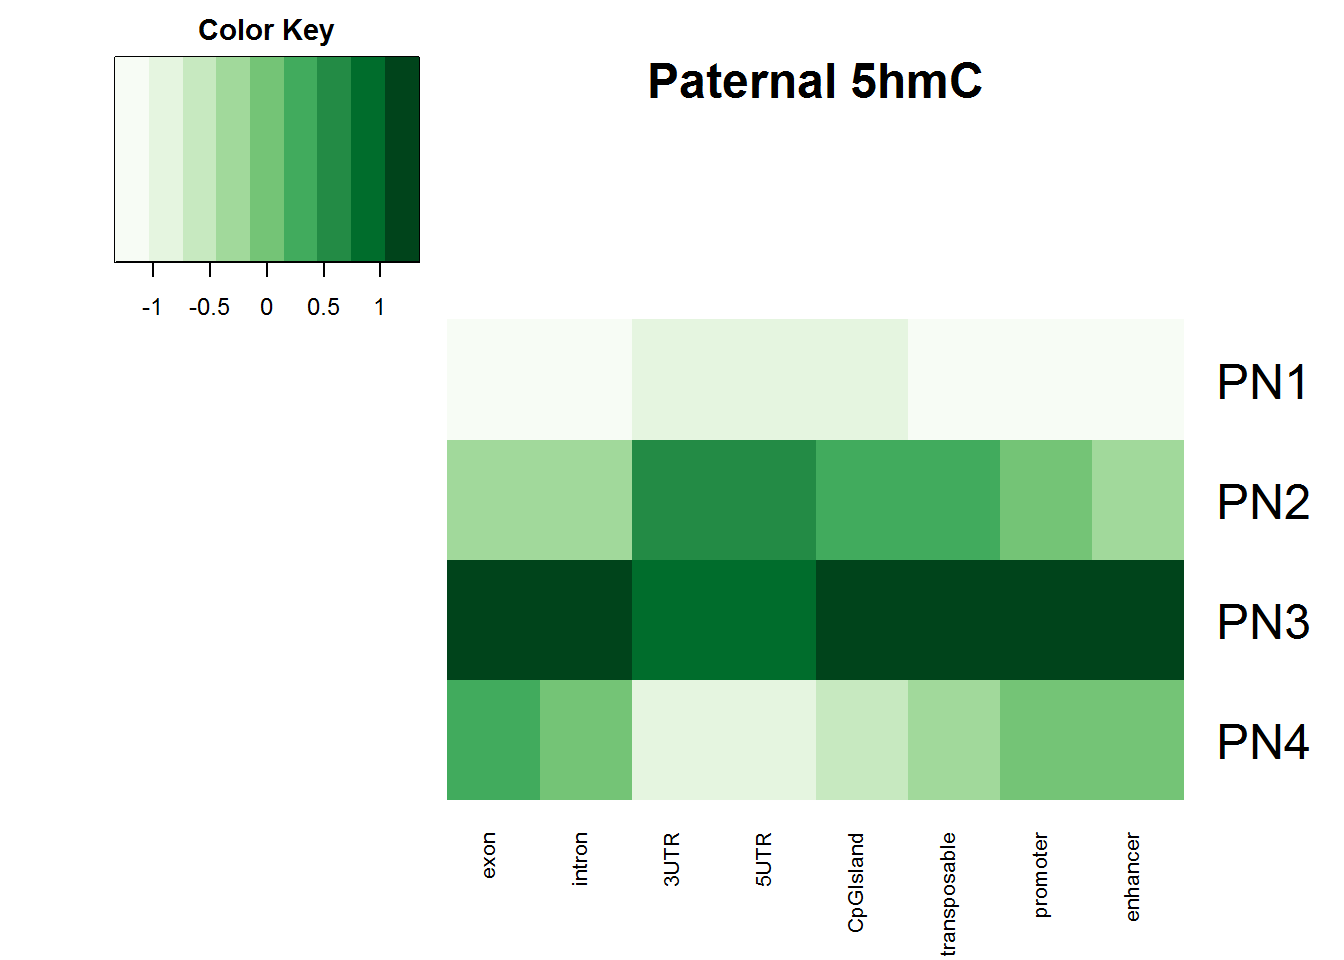 Color Key
Paternal 5hmC
-1 -0.5 0 0.5 1
PN1
PN2
PN3
PN4
exon
intron
3UTR
5UTR
CpGIsland
transposable
promoter
enhancer